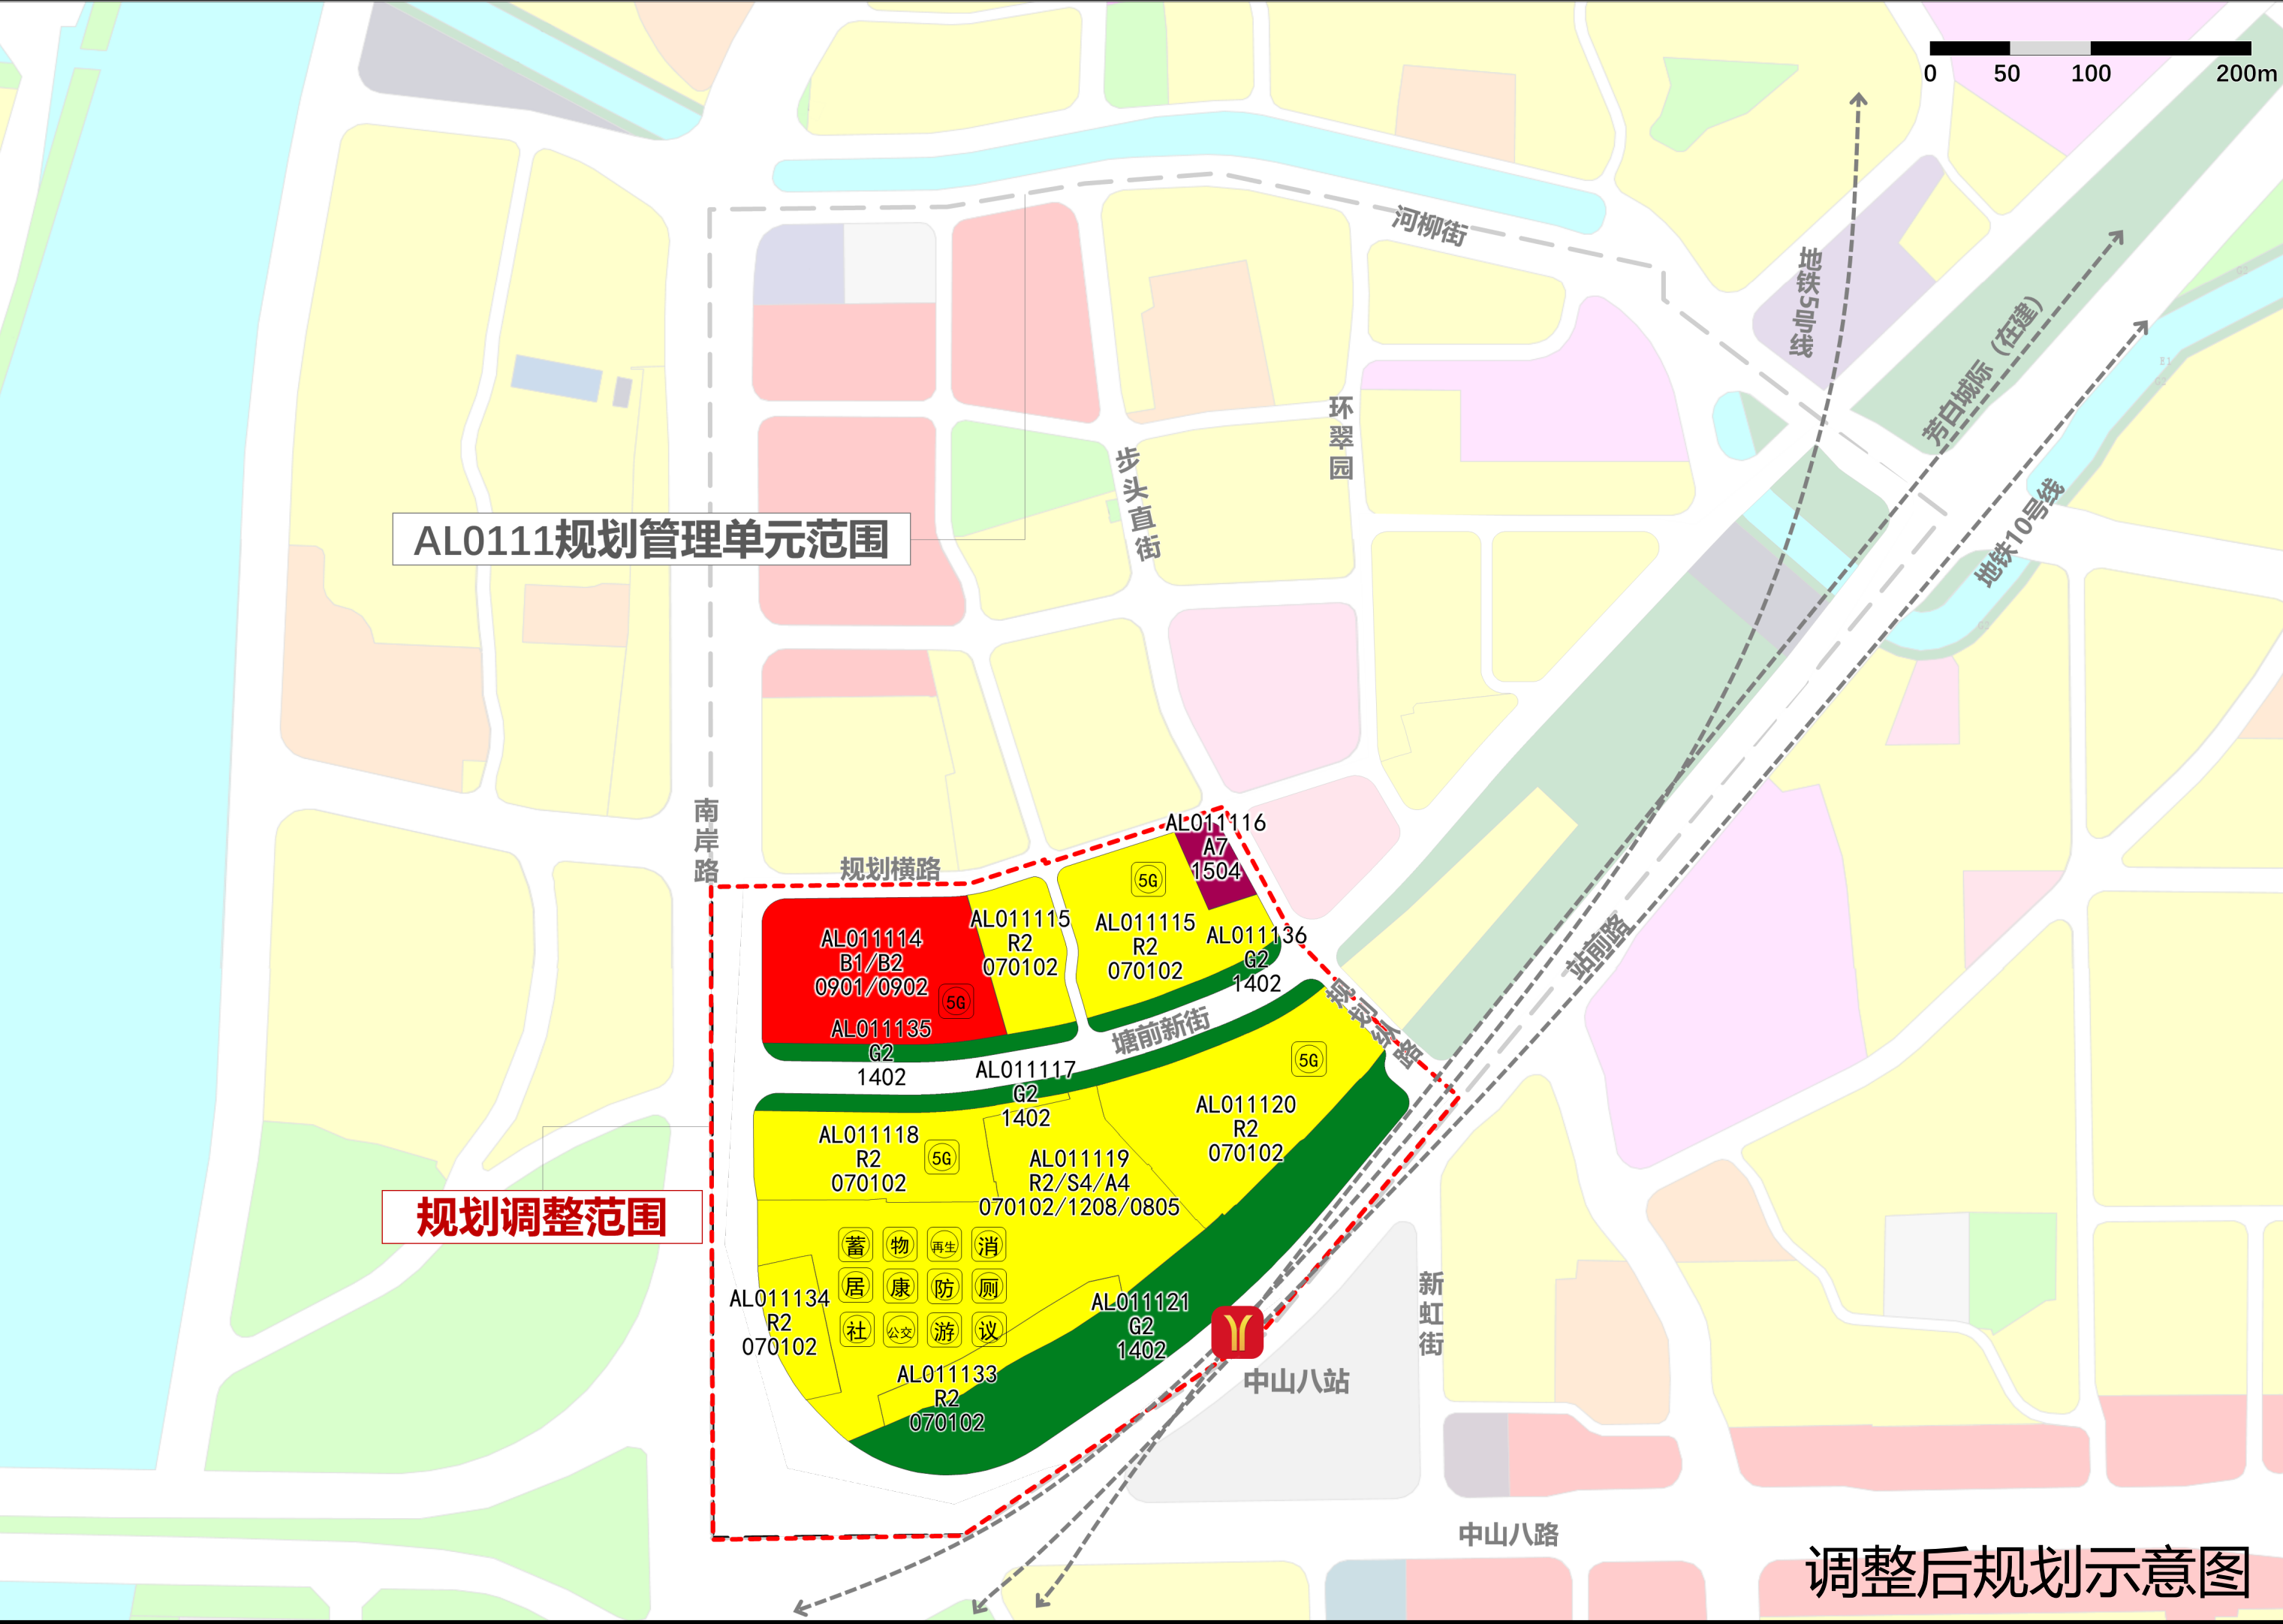 0 50 100 200m
河柳街
地铁5号线
芳白城际（在建）
环翠园
步头直街
地铁10号线
AL0111规划管理单元范围
南岸路
规划横路
AL011116
A7
1504
5G
AL011114
B1/B2
0901/0902
5G
AL011115
R2
070102
AL011115
R2
070102
AL011136
G2
1402
站前路
规划纵路
塘前新街
AL011135
G2
1402
AL011117
G2
1402
5G
AL011120
R2
070102
AL011118
R2
070102
5G
AL011119
R2/S4/A4
070102/1208/0805
规划调整范围
蓄 物 再生 消
居 康 防 厕
社 公交 游 议
AL011134
R2
070102
AL011121
G2
1402
AL011133
R2
070102
新虹街
中山八站
中山八路
调整后规划示意图